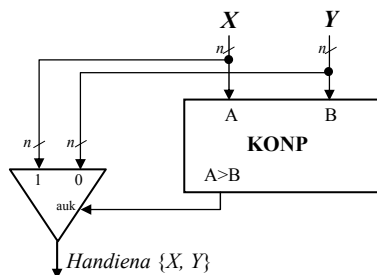 X Y
n n
A B
KONP
A>B
n n
1 0
auk
Handiena {X, Y}